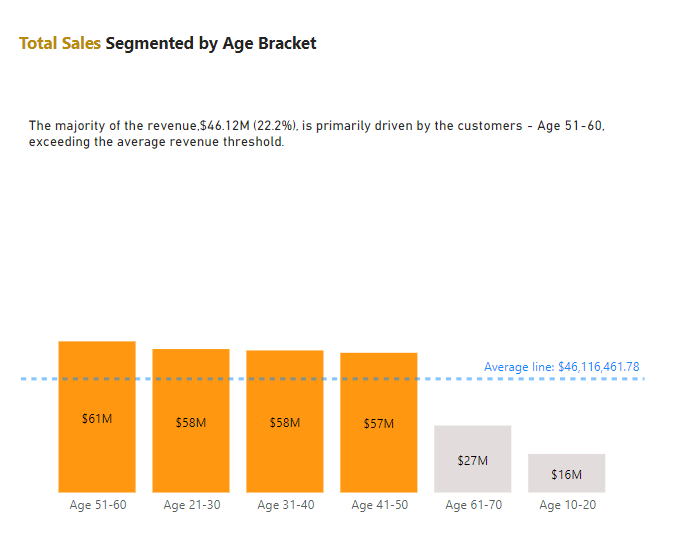 Total Sales Segmented by Age Bracket
The majority of the revenue,$46.12M (22.2%), is primarily driven by the customers - Age 51-60,
exceeding the average revenue threshold.
Average line: $46,116,461.78
$61M
$58M
$58M
$57M
$27M
$16M
Age 51-60
Age 21-30
Age 31-40
Age 41-50
Age 61-70
Age 10-20